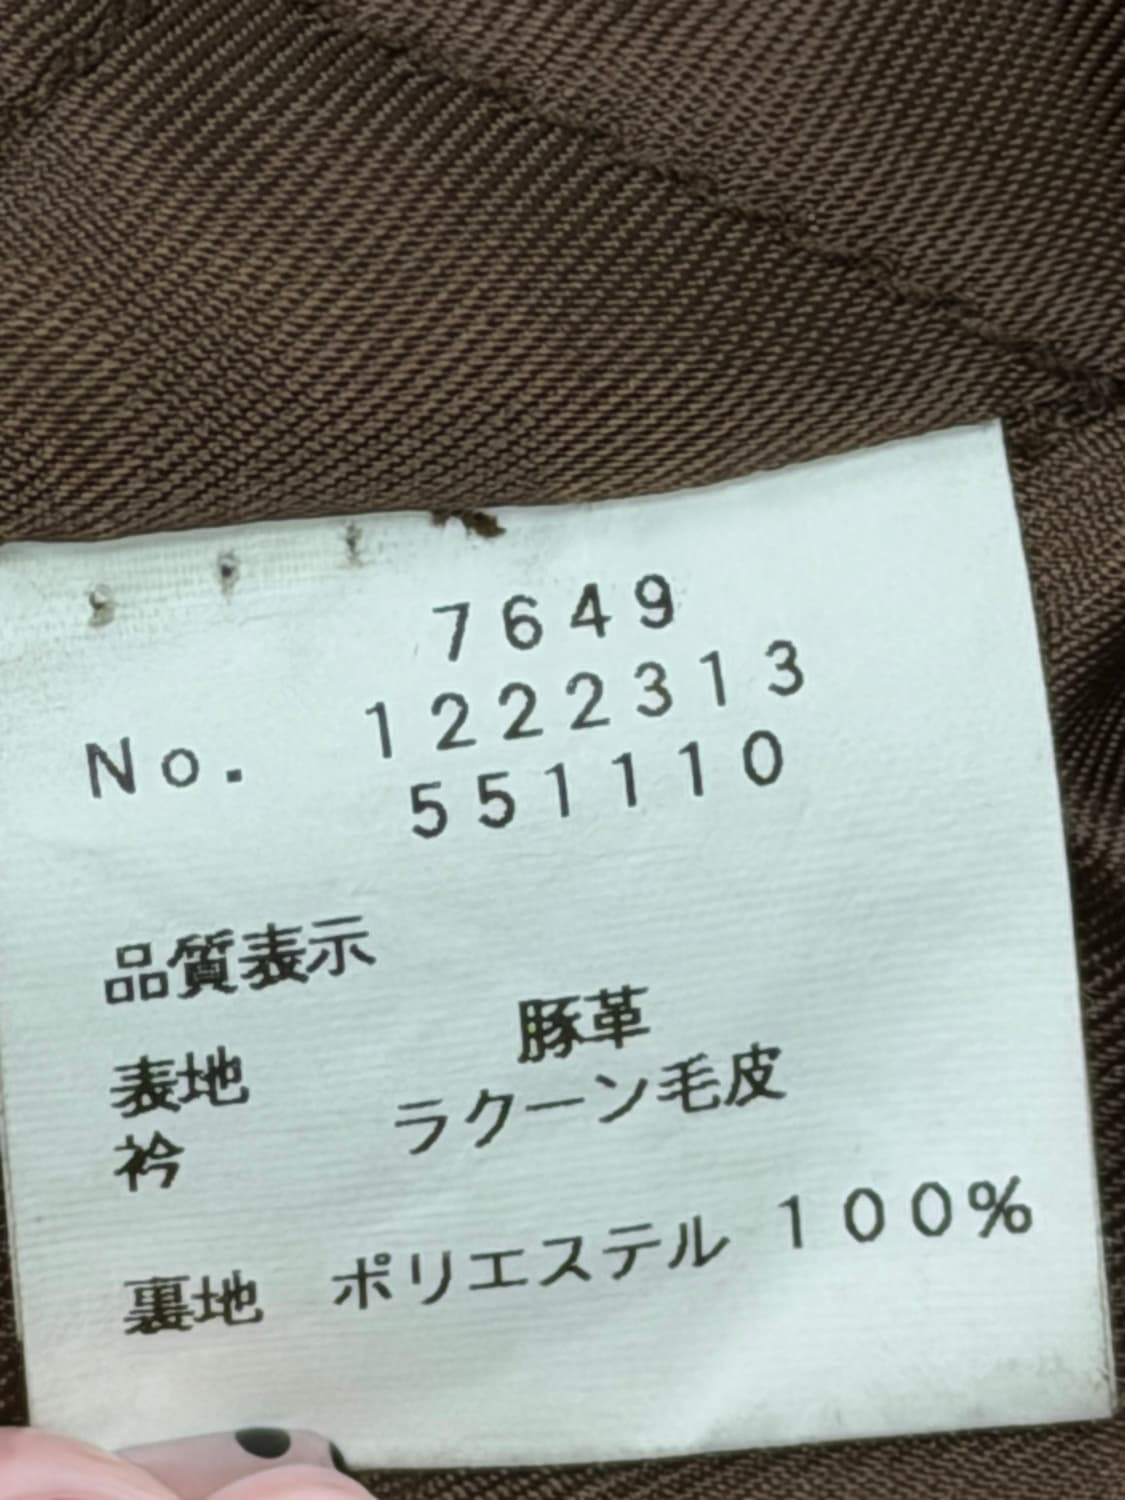 7649
No. 1222313
551110
品質表示
表地 豚革
衿 ラクーン毛皮
裏地 ポリエステル 100%